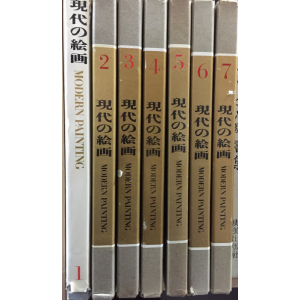 現代の絵画 MODERN PAINTING 1
2 現代の絵画 MODERN PAINTING
3 現代の絵画 MODERN PAINTING
4 現代の絵画 MODERN PAINTING
5 現代の絵画 MODERN PAINTING
6 現代の絵画 MODERN PAINTING
7 現代の絵画 MODERN PAINTING